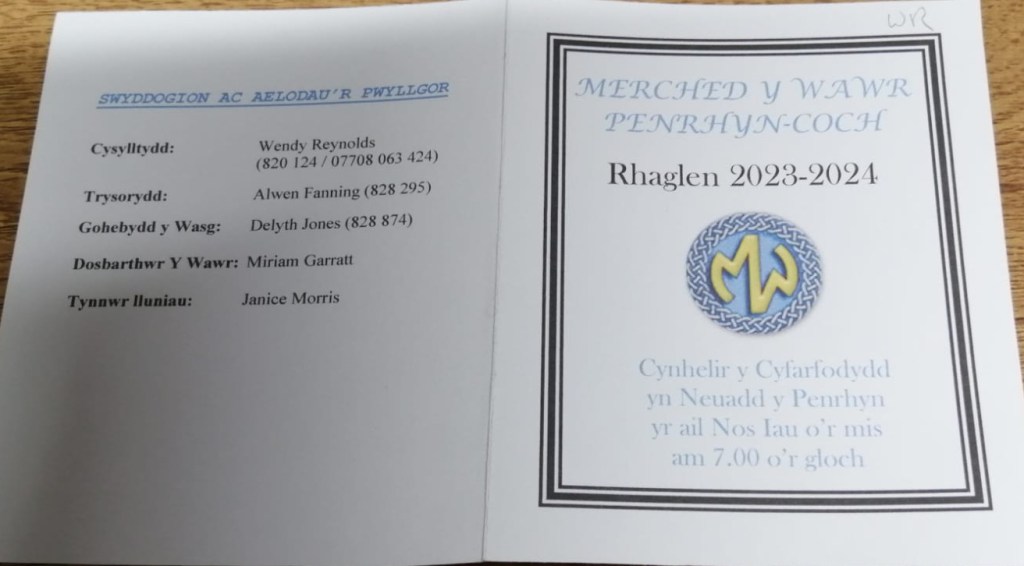 SWYDDOGION AC AELODAU'R PWYLLGOR
Cysylltydd: Wendy Reynolds
(820 124 / 07708 063 424)
Trysorydd: Alwen Fanning (828 295)
Gohebydd y Wasg: Delyth Jones (828 874)
Dosbarthwr Y Wawr: Miriam Garratt
Tynnwr lluniau: Janice Morris
WR
MERCHED Y WAWR
PENRHYN-COCH
Rhaglen 2023-2024
MW
Cynhelir y Cyfarfodydd
yn Neuadd y Penrhyn
yr ail Nos Iau o'r mis
am 7.00 o'r gloch